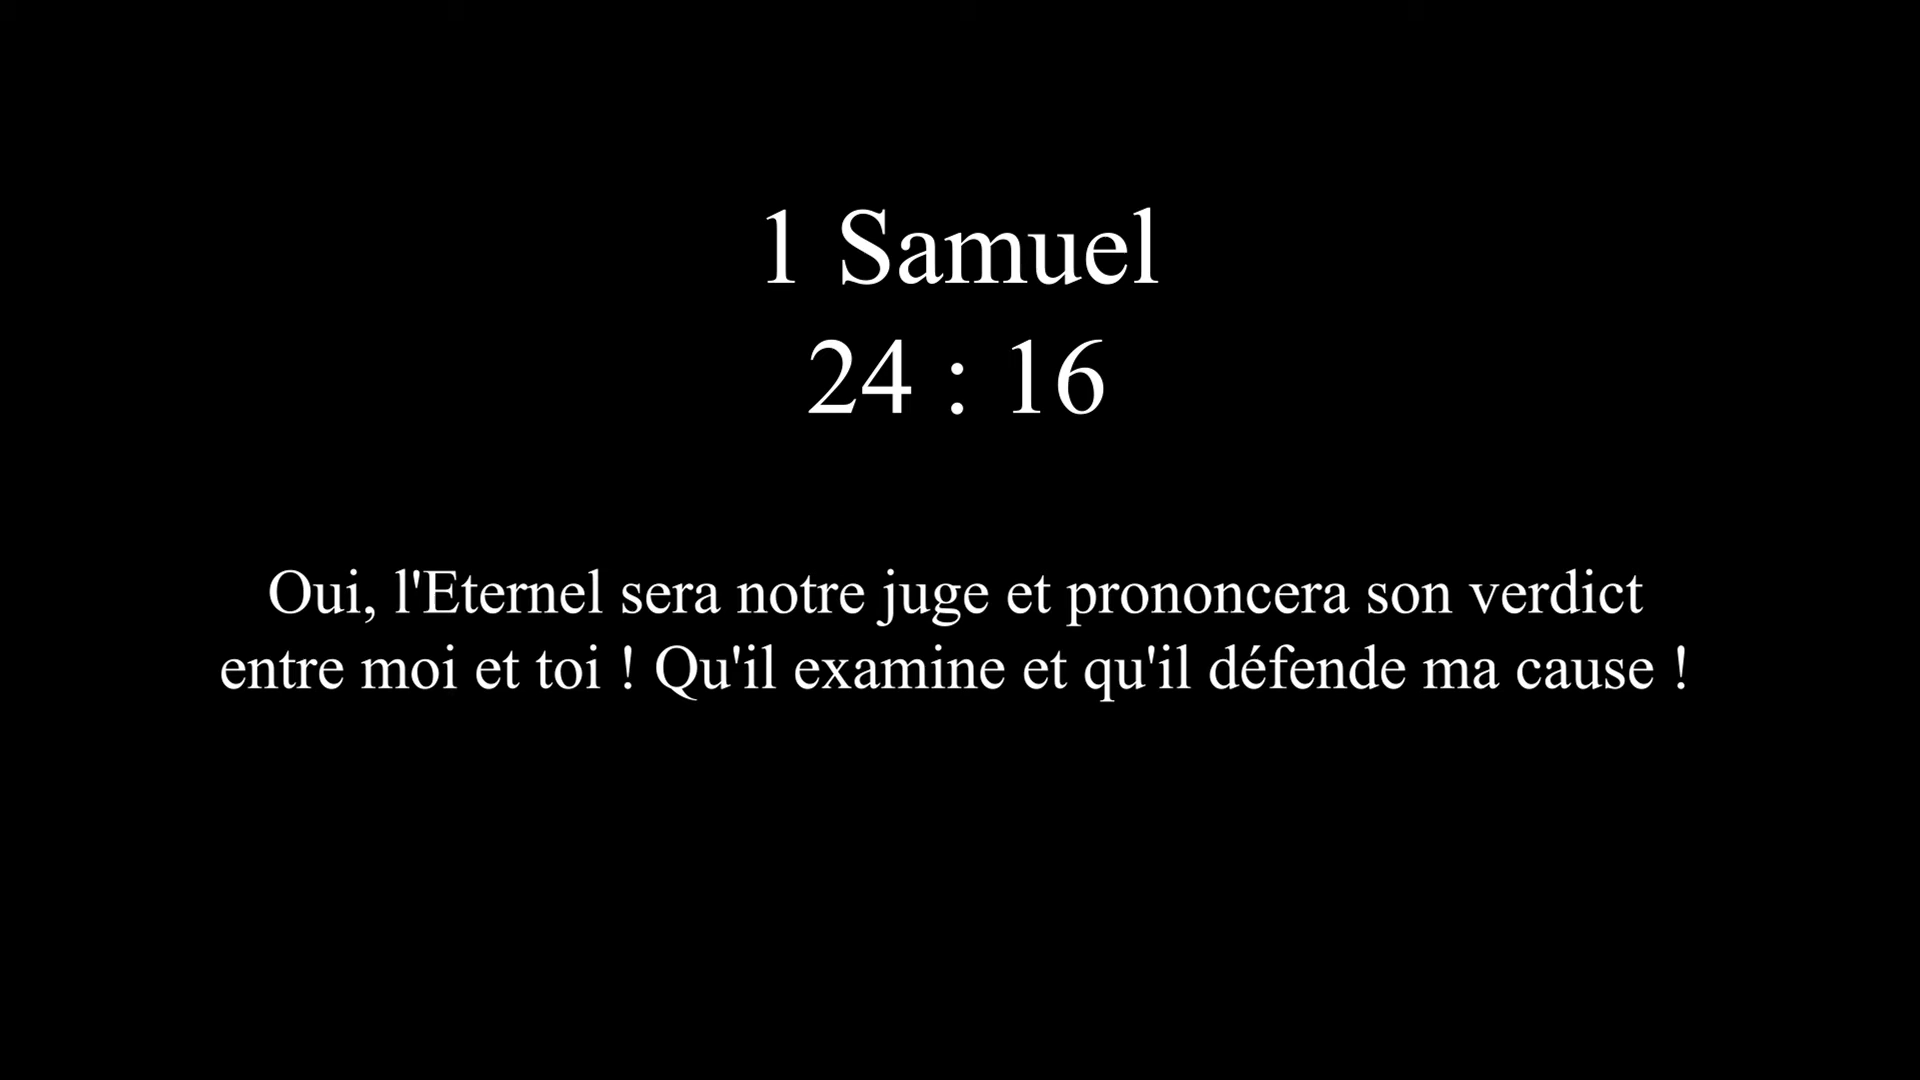 1 Samuel
24 : 16
Oui, l'Eternel sera notre juge et prononcera son verdict
entre moi et toi ! Qu'il examine et qu'il défende ma cause !